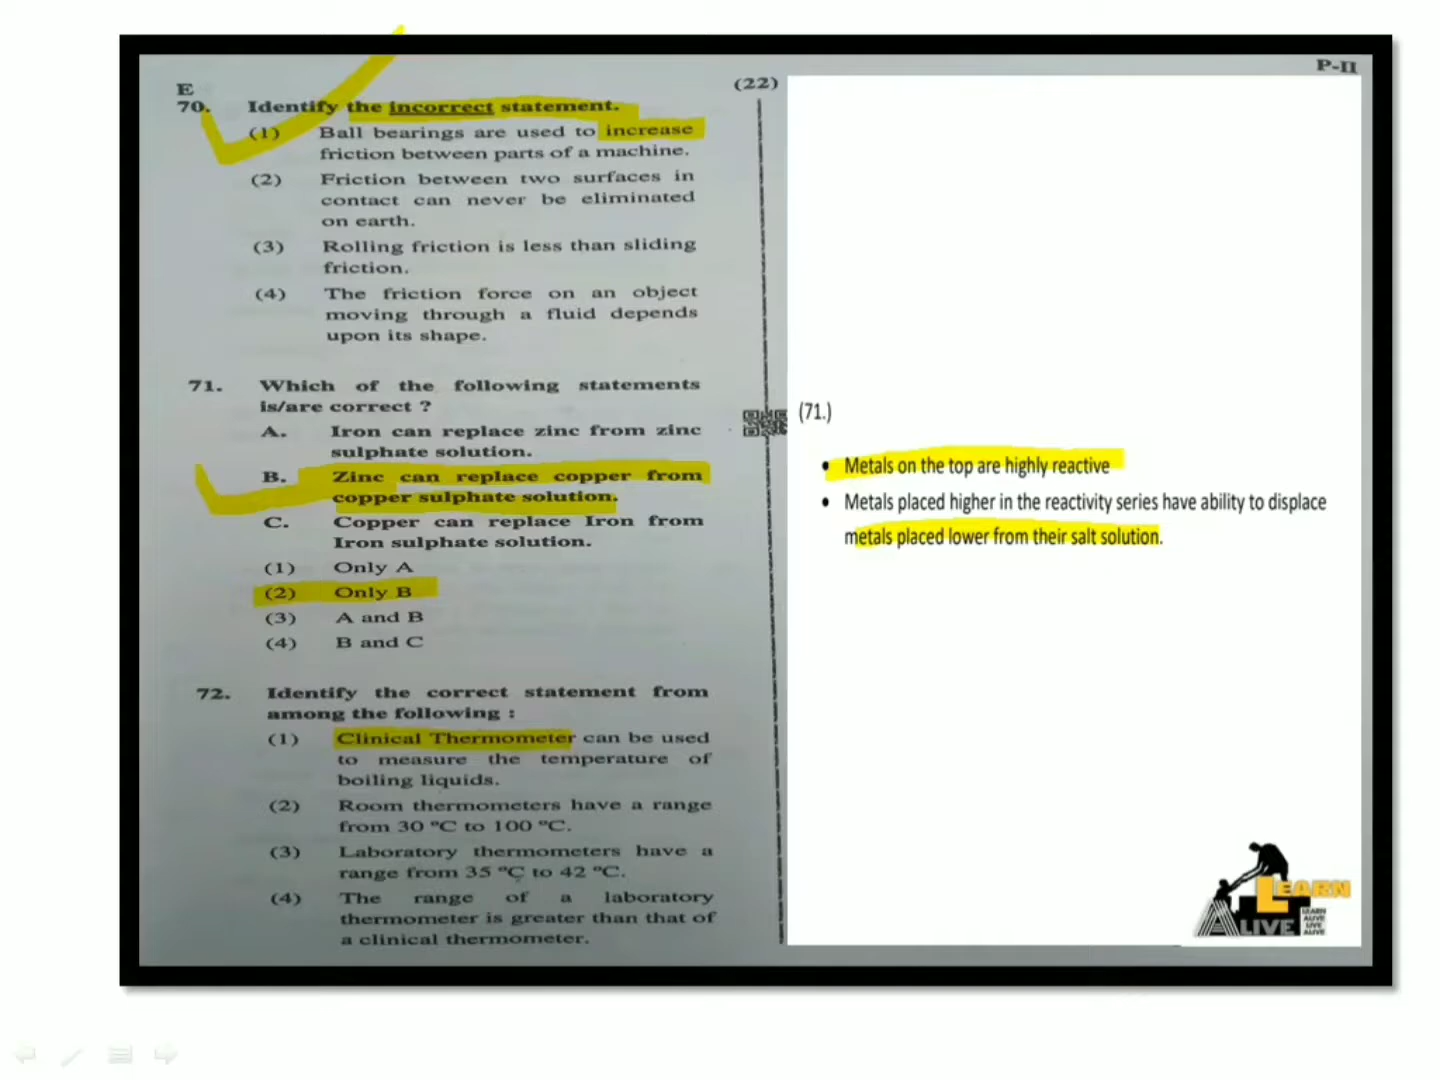 P-II
E
(22)
70. Identify the incorrect statement.
(1) Ball bearings are used to increase
friction between parts of a machine.
(2) Friction between two surfaces in
contact can never be eliminated
on earth.
(3) Rolling friction is less than sliding
friction.
(4) The friction force on an object
moving through a fluid depends
upon its shape.
71. Which of the following statements
is/are correct ?
A. Iron can replace zinc from zinc
sulphate solution.
B. Zinc can replace copper from
copper sulphate solution.
C. Copper can replace Iron from
Iron sulphate solution.
(1) Only A
(2) Only B
(3) A and B
(4) B and C
72. Identify the correct statement from
among the following :
(1) Clinical Thermometer can be used
to measure the temperature of
boiling liquids.
(2) Room thermometers have a range
from 30 °C to 100 °C.
(3) Laboratory thermometers have a
range from 35 °C to 42 °C.
(4) The range of a laboratory
thermometer is greater than that of
a clinical thermometer.
(71.)
• Metals on the top are highly reactive
• Metals placed higher in the reactivity series have ability to displace
metals placed lower from their salt solution.
LEARN
ALIVE
LEARN
ALIVE
LIVE
ALIVE